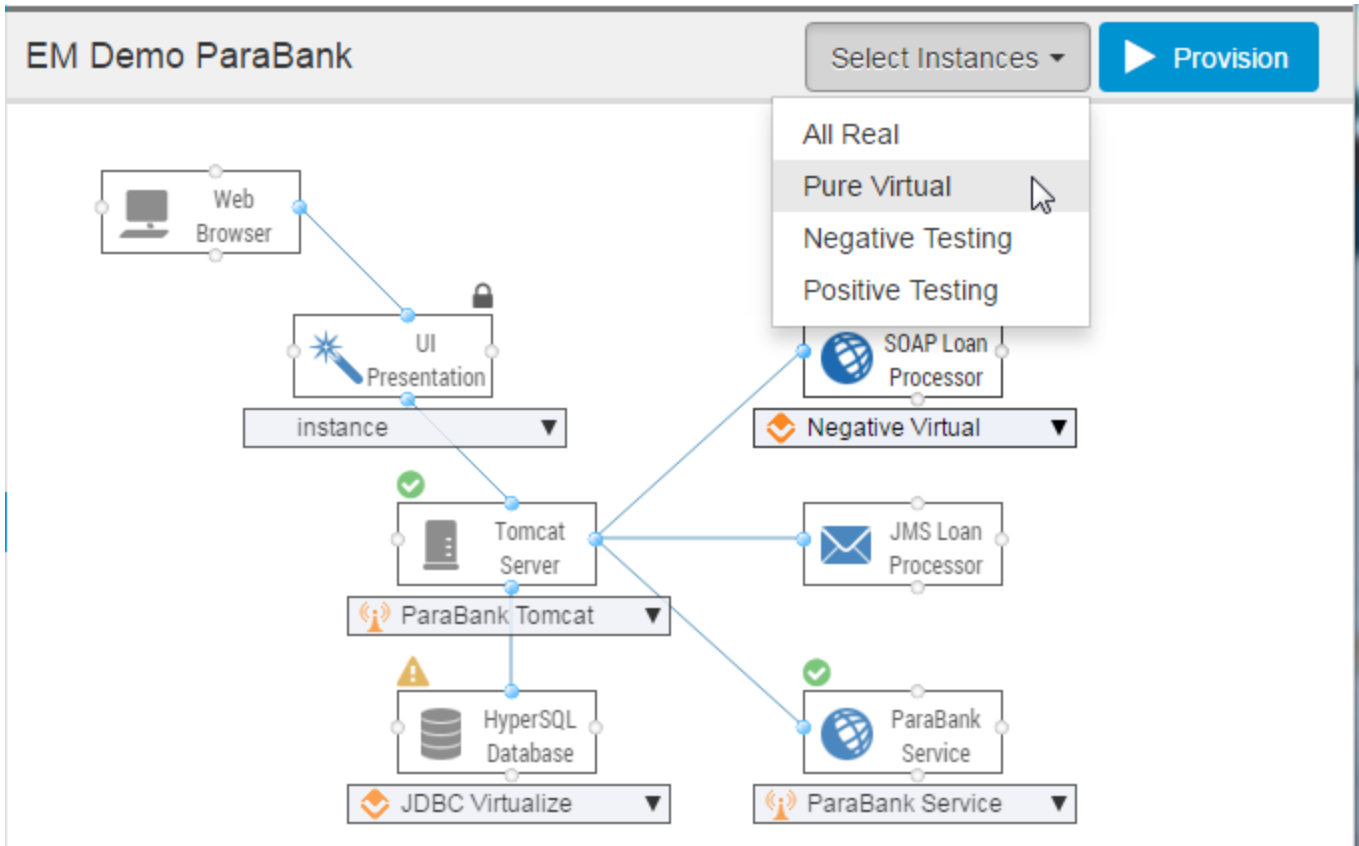 EM Demo ParaBank
Select Instances
Provision
All Real
Pure Virtual
Negative Testing
Positive Testing
Web
Browser
UI
Presentation
instance
SOAP Loan
Processor
Negative Virtual
Tomcat
Server
ParaBank Tomcat
JMS Loan
Processor
HyperSQL
Database
JDBC Virtualize
ParaBank
Service
ParaBank Service